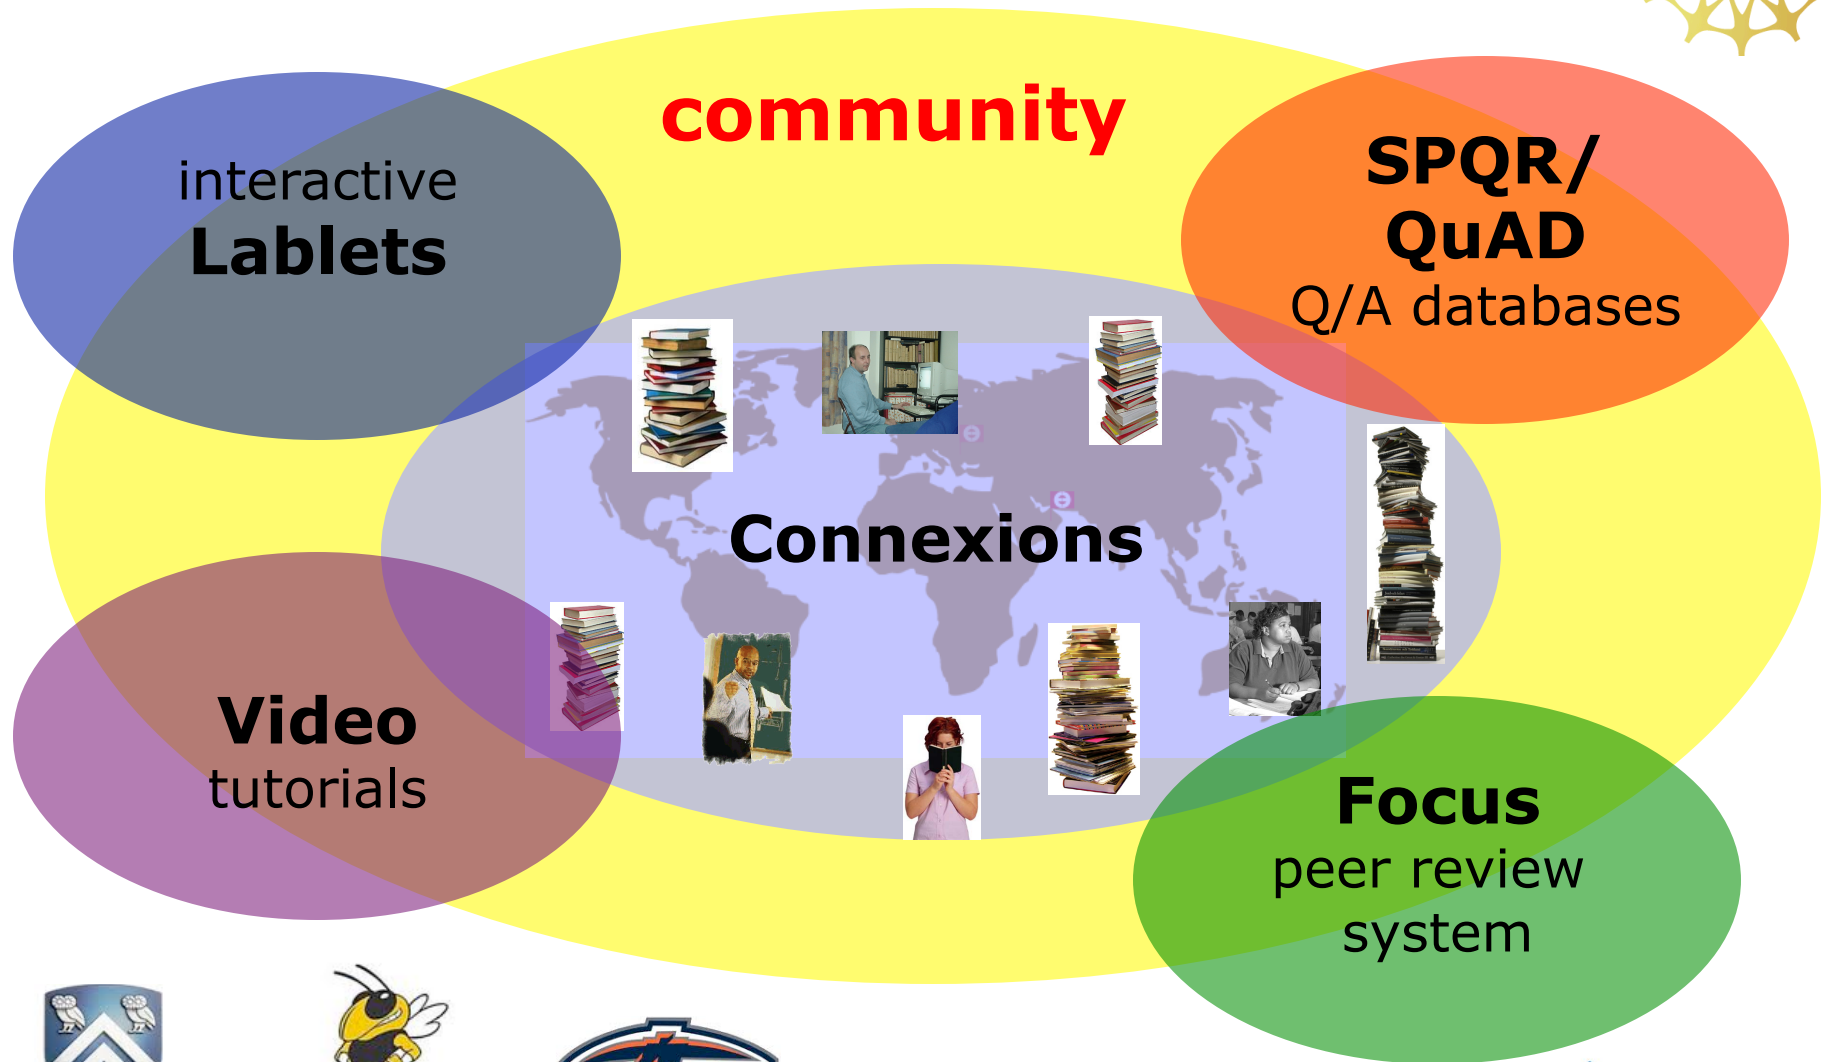 community
interactive
Lablets
SPQR/
QuAD
Q/A databases
Connexions
Video
tutorials
Focus
peer review
system